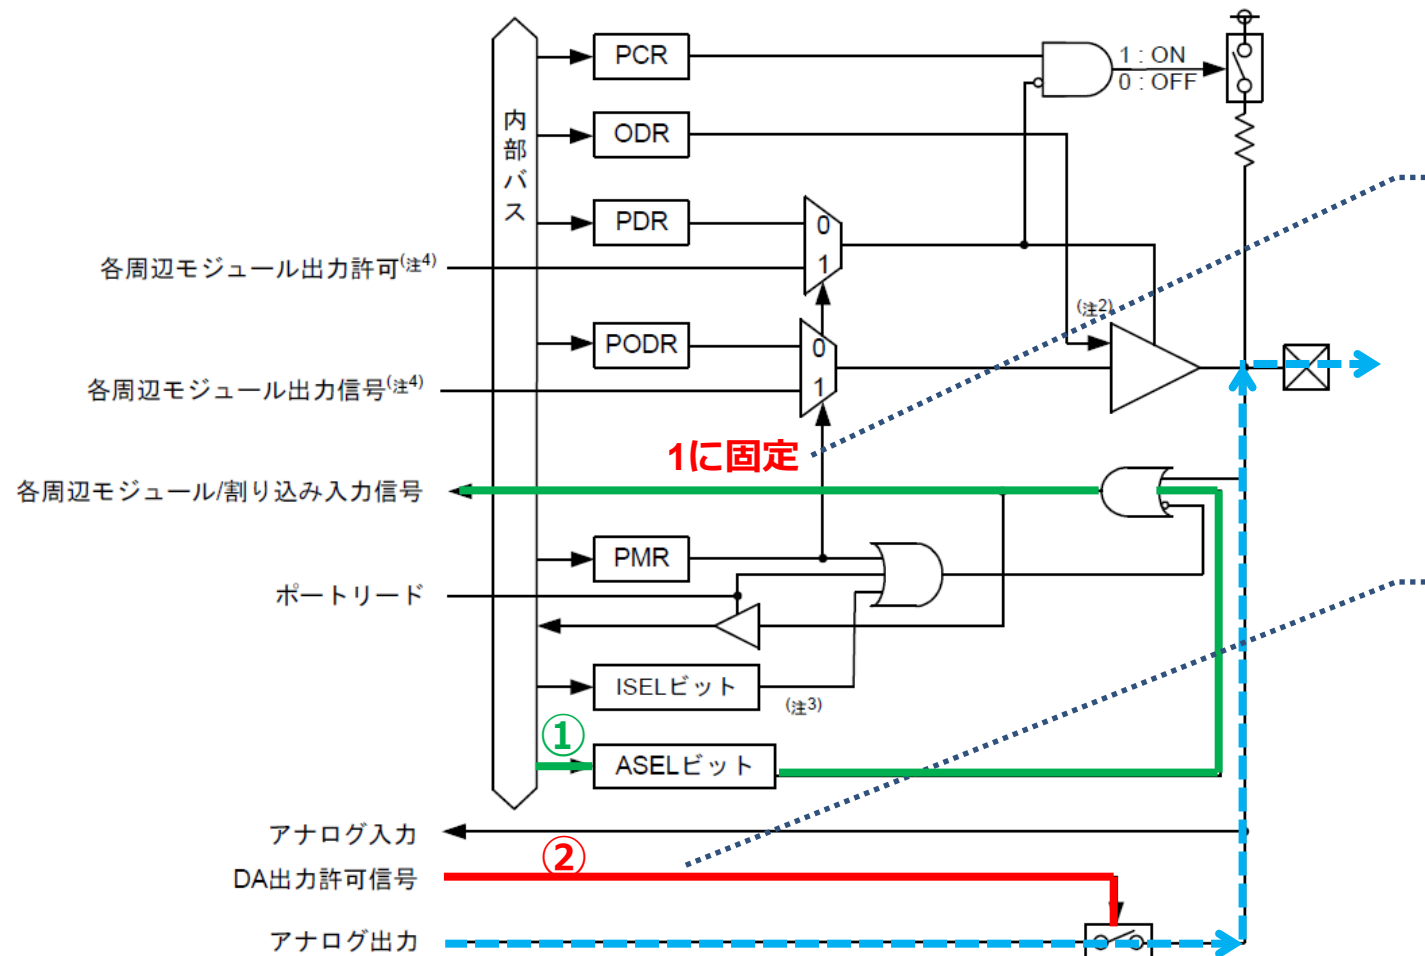 PCR
1 : ON
0 : OFF
内部バス
ODR
PDR
0
1
各周辺モジュール出力許可(注4)
(注2)
PODR
0
1
各周辺モジュール出力信号(注4)
1に固定
各周辺モジュール/割り込み入力信号
PMR
ポートリード
ISELビット
(注3)
①
ASELビット
アナログ入力
②
DA出力許可信号
アナログ出力